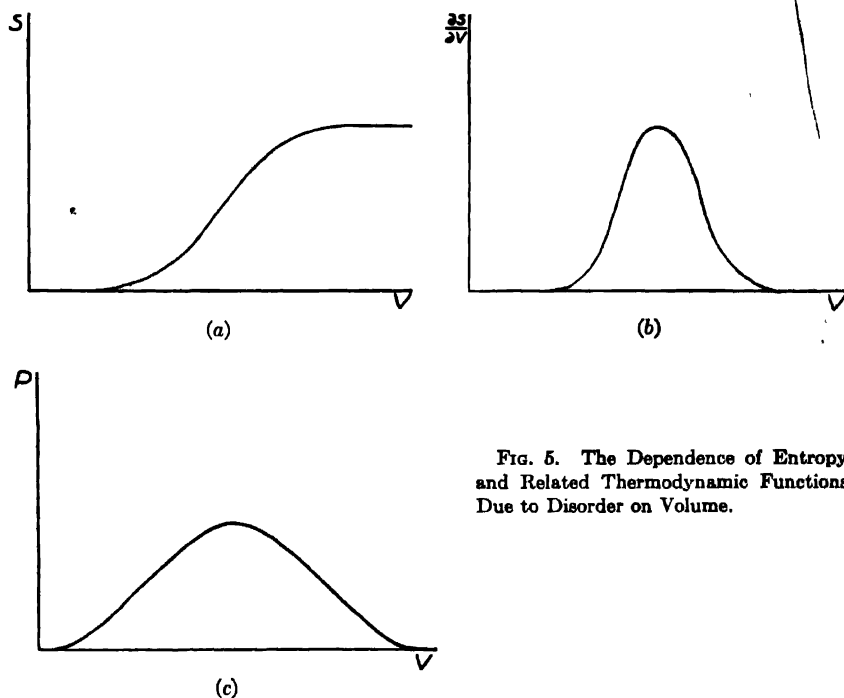 S
V
(a)
∂S
∂V
V
(b)
P
V
(c)
FIG. 5. The Dependence of Entropy
and Related Thermodynamic Functions
Due to Disorder on Volume.